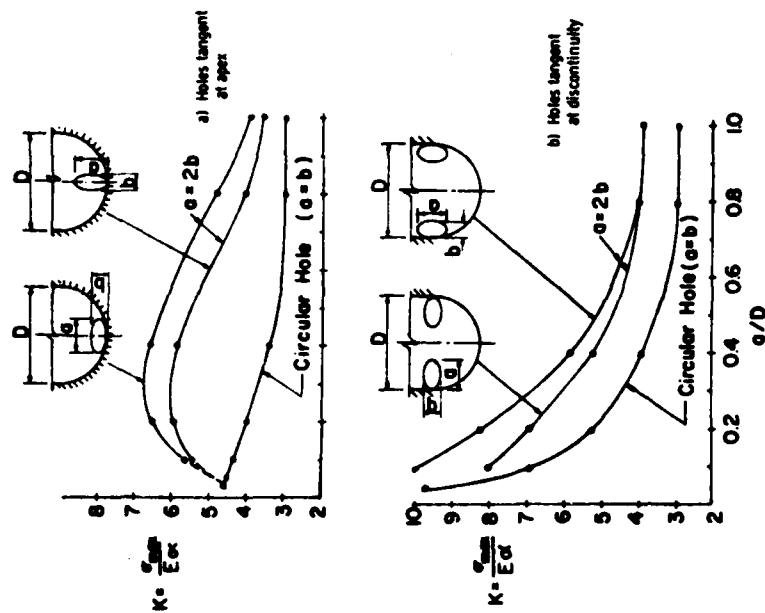 D
a
a
D
a
b
a) Holes tangent
at apex
a = 2b
Circular Hole (a=b)
8
7
6
5
4
3
2
K=
Eα
D
b
a
D
a
b
b) Holes tangent
at discontinuity
a=2b
Circular Hole (a=b)
10
9
8
7
6
5
4
3
2
K=
Eα
0.2
0.4
0.6
0.8
1.0
a/D